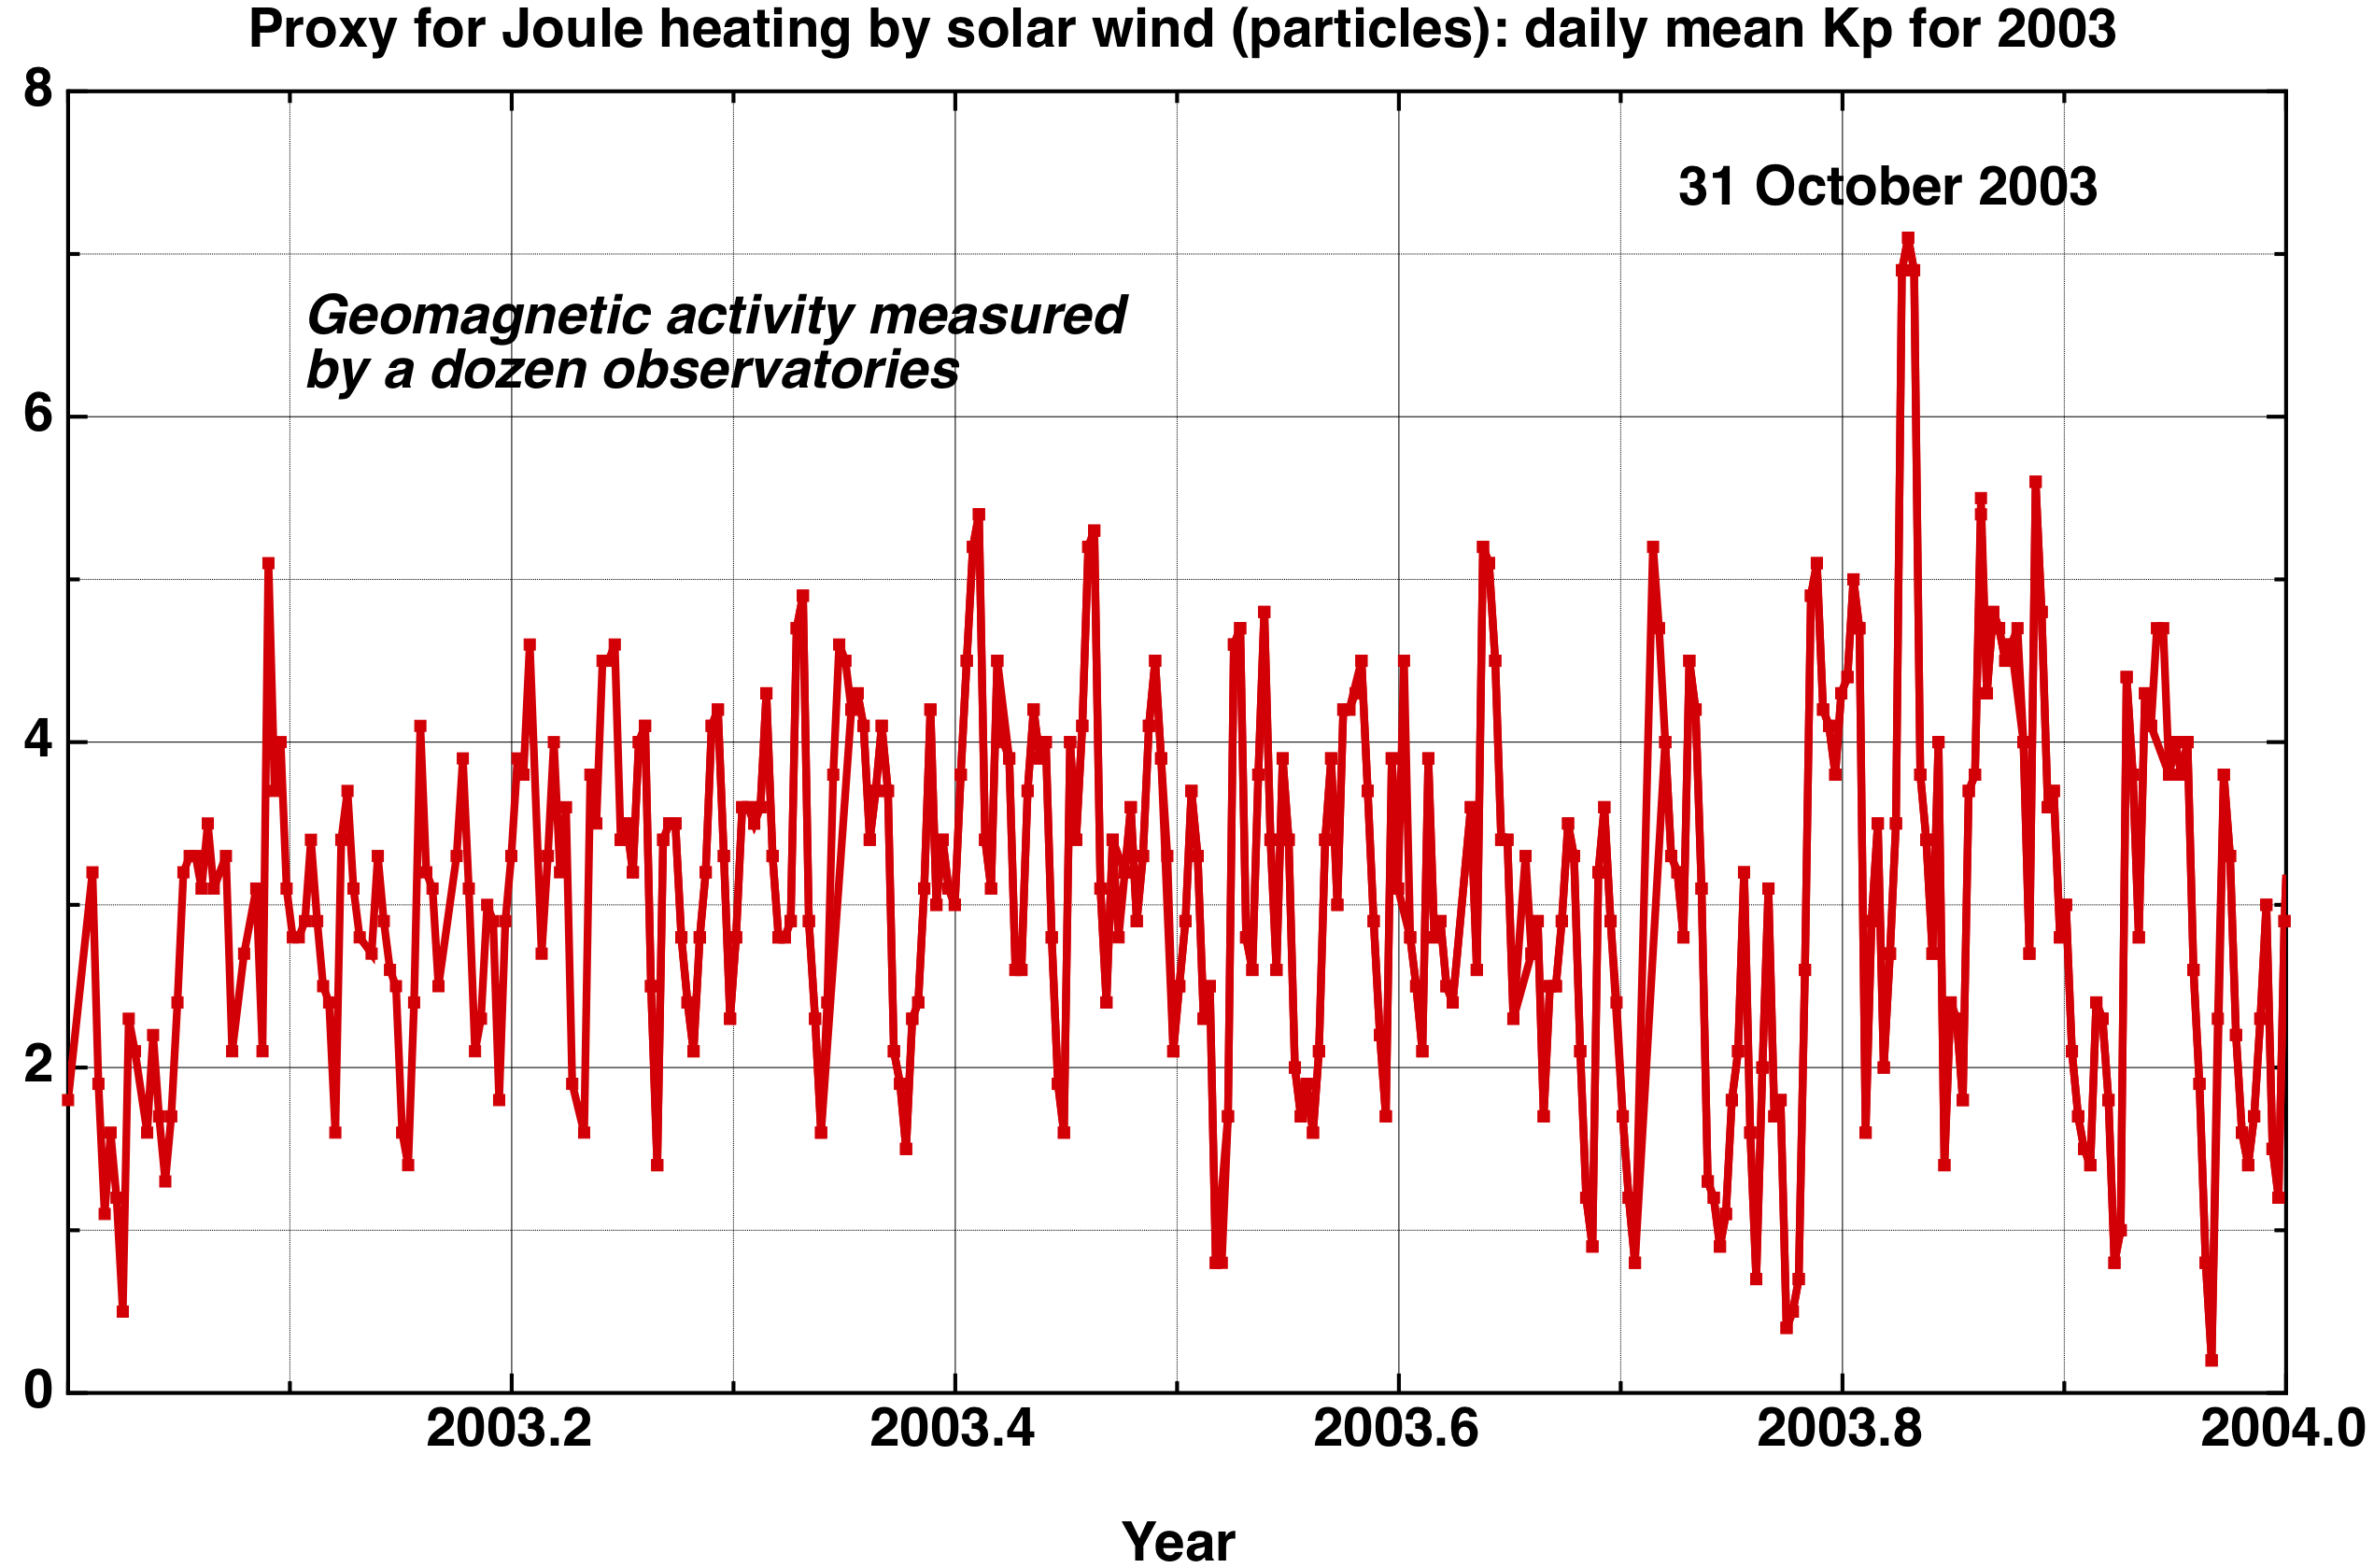 Proxy for Joule heating by solar wind (particles): daily mean Kp for 2003
8
31 October 2003
Geomagnetic activity measured
by a dozen observatories
6
4
2
0
2003.2 2003.4 2003.6 2003.8 2004.0
Year